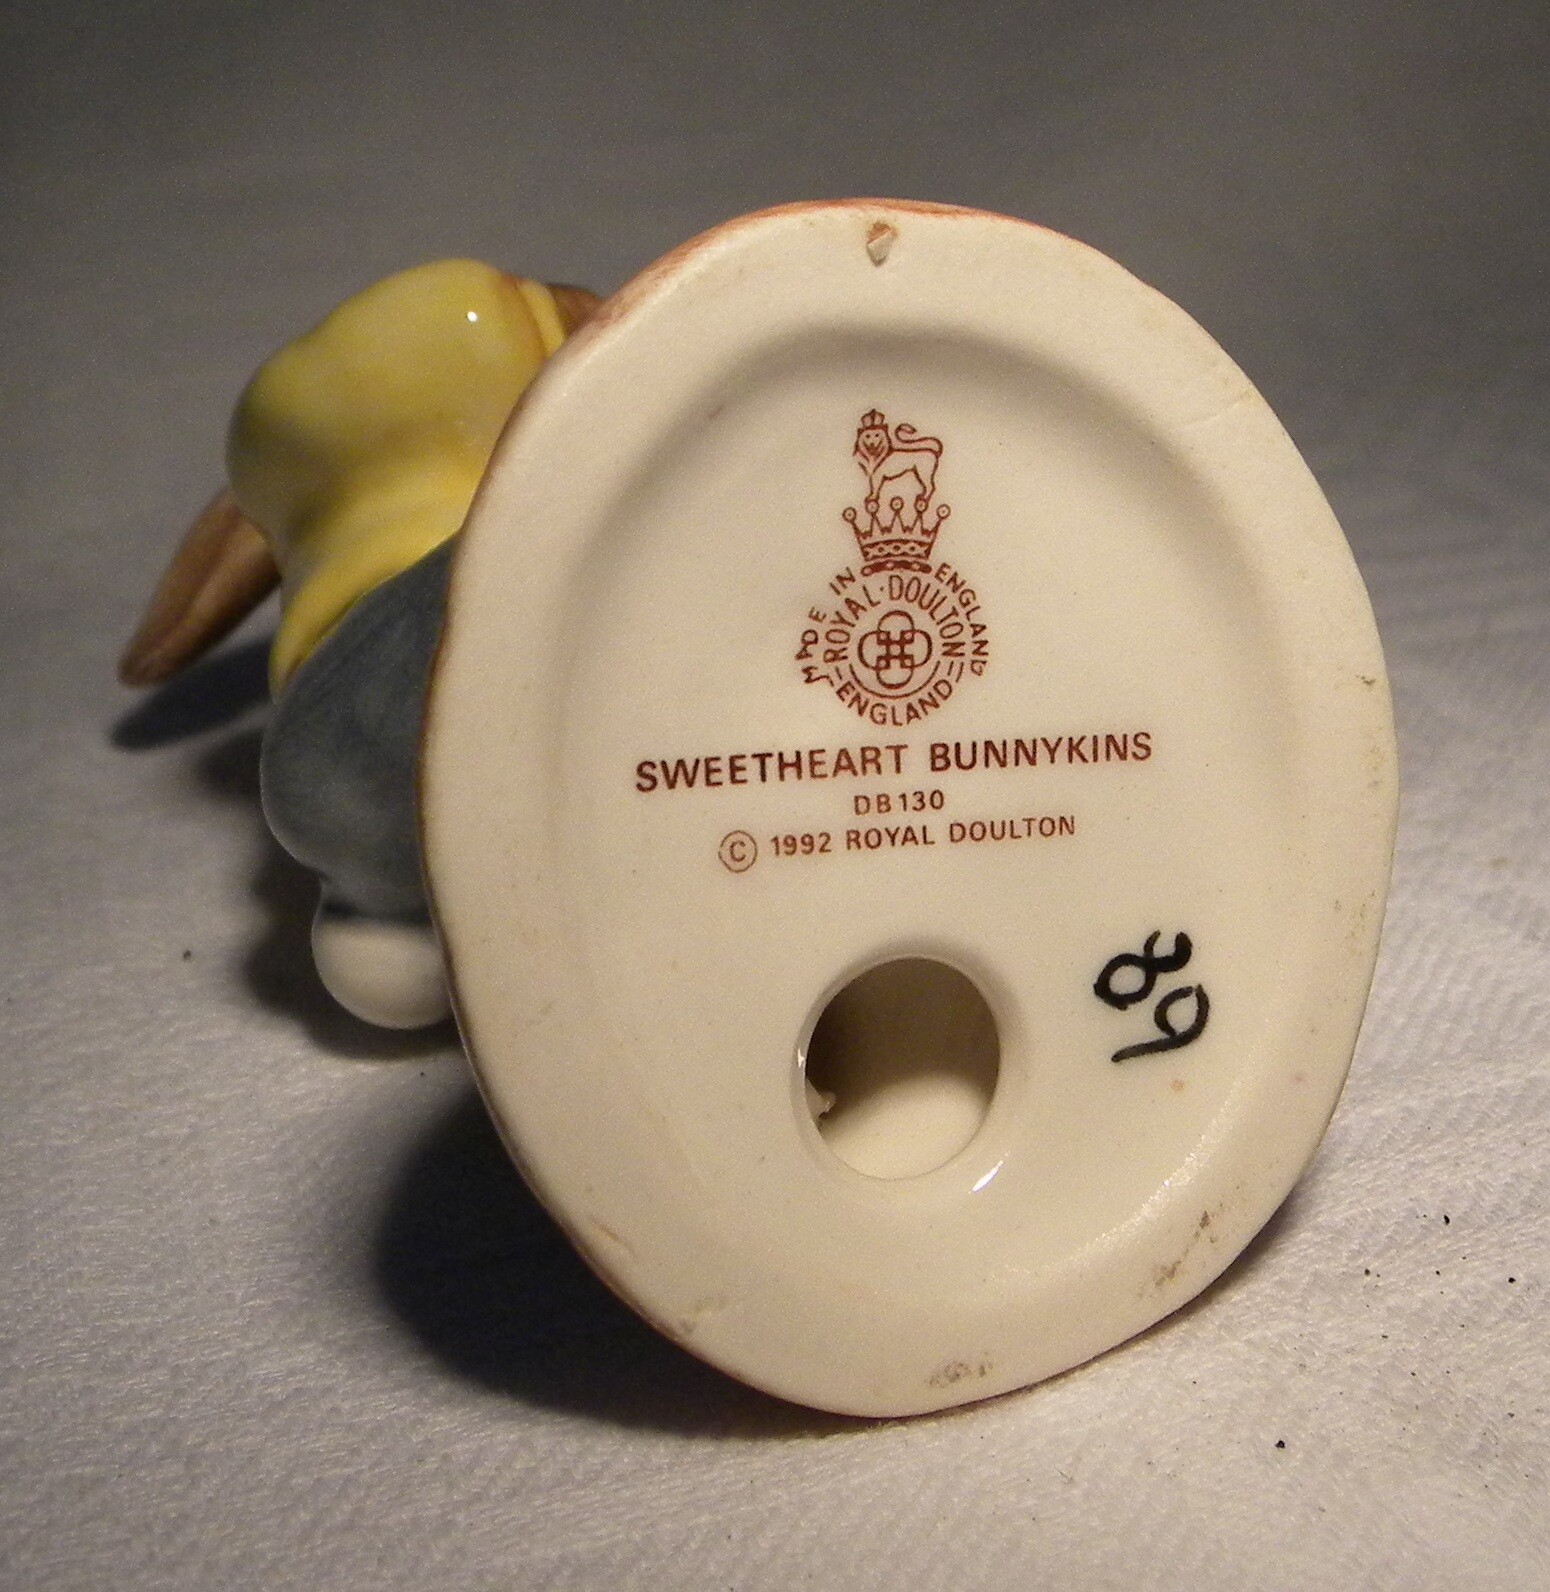 MADE IN ENGLAND
ROYAL·DOULTON
ENGLAND
SWEETHEART BUNNYKINS
DB130
© 1992 ROYAL DOULTON
89